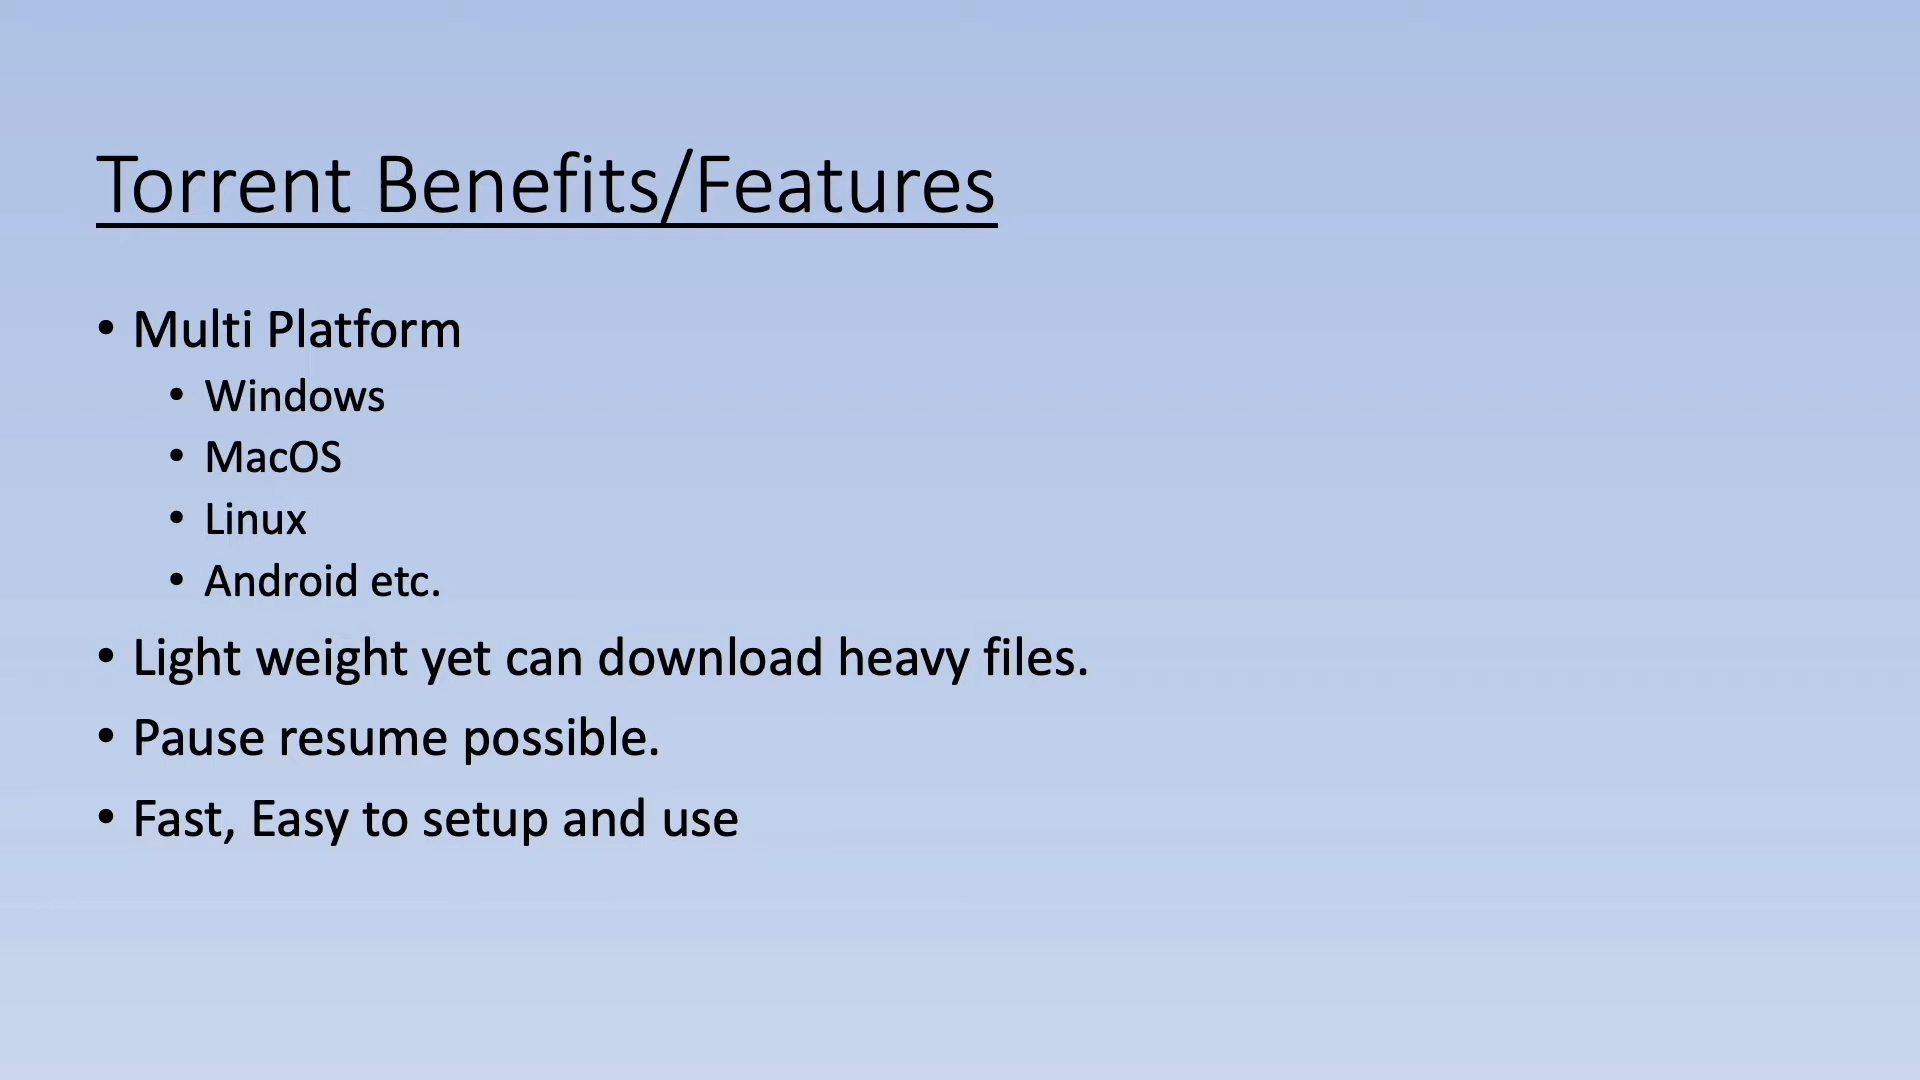 Torrent Benefits/Features
• Multi Platform
• Windows
• MacOS
• Linux
• Android etc.
• Light weight yet can download heavy files.
• Pause resume possible.
• Fast, Easy to setup and use